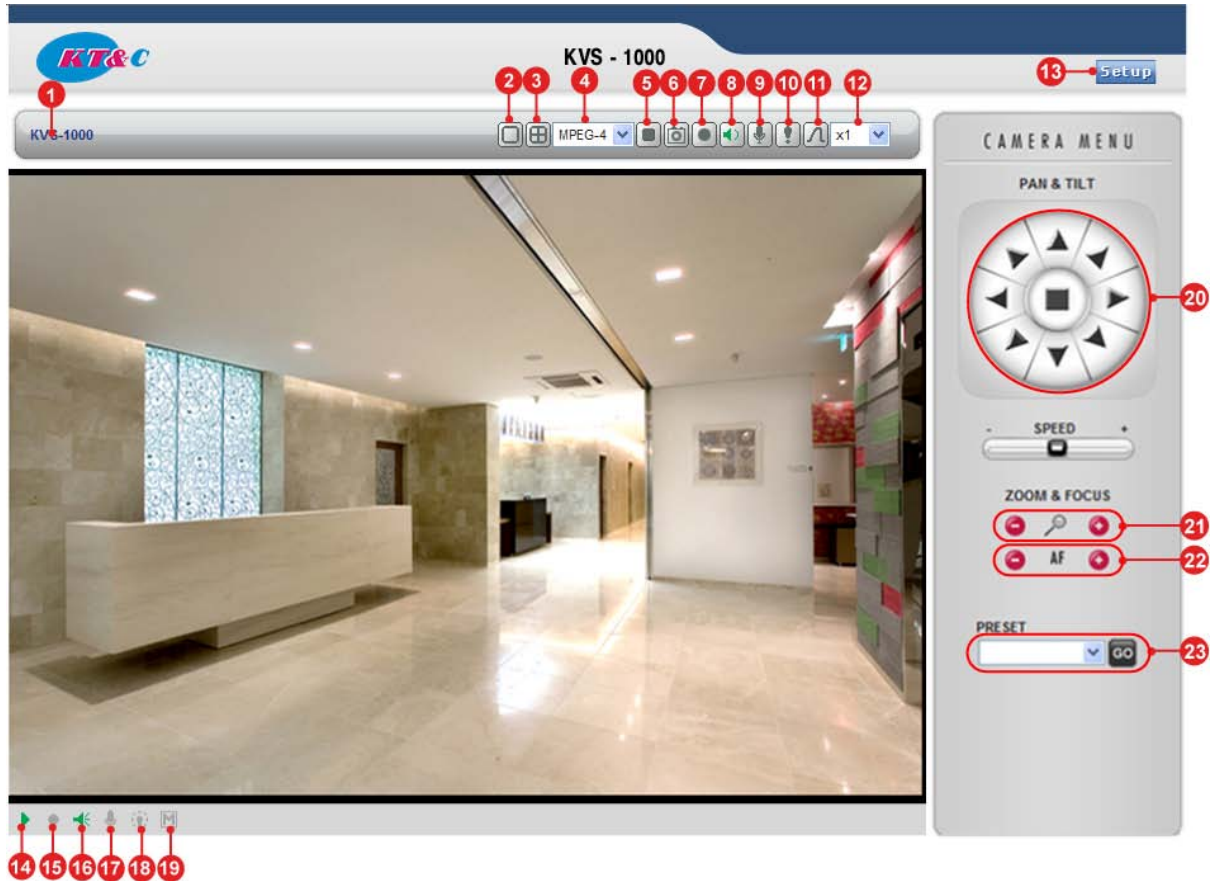 KT&C
KVS - 1000
2 3 4 5 6 7 8 9 10 11 12
13 Setup
1
KVS-1000
MPEG-4
x1
CAMERA MENU
PAN & TILT
20
- SPEED +
ZOOM & FOCUS
21
AF
22
PRESET
GO
23
M
14 15 16 17 18 19